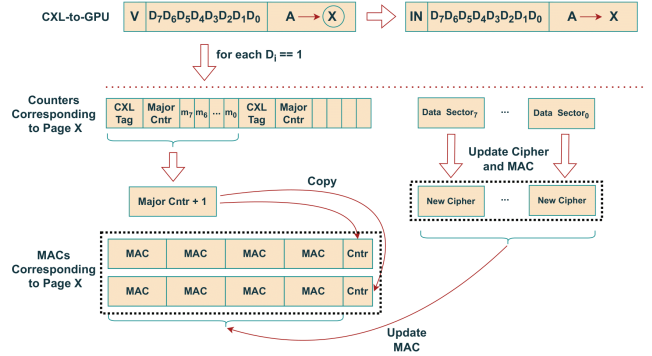 CXL-to-GPU V D7D6D5D4D3D2D1D0 A X IN D7D6D5D4D3D2D1D0 A X
for each Di == 1
Counters
Corresponding
to Page X
CXL
Tag
Major
Cntr
m7 m6 ... m0
CXL
Tag
Major
Cntr
Data Sector7 ... Data Sector0
Update Cipher
and MAC
Copy
Major Cntr + 1
New Cipher ... New Cipher
MACs
Corresponding
to Page X
MAC MAC MAC MAC Cntr
MAC MAC MAC MAC Cntr
Update
MAC